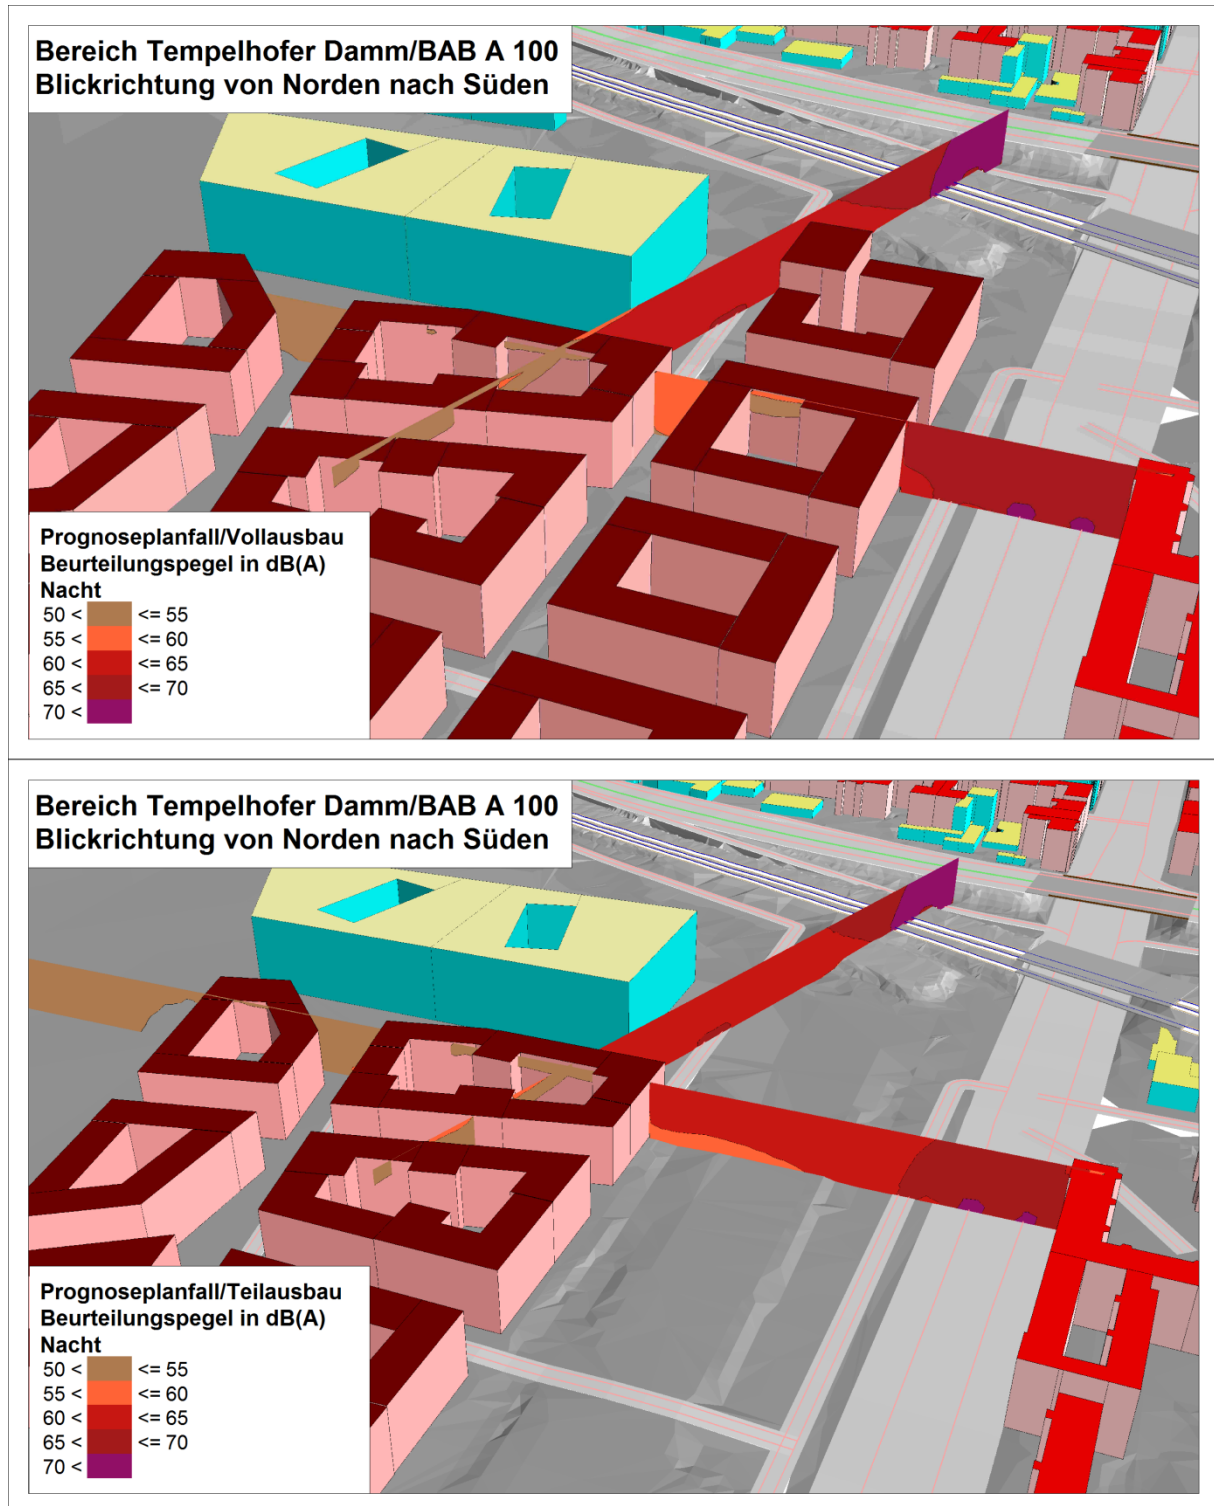 Bereich Tempelhofer Damm/BAB A 100
Blickrichtung von Norden nach Süden
Prognoseplanfall/Vollausbau
Beurteilungspegel in dB(A)
Nacht
50 < <= 55
55 < <= 60
60 < <= 65
65 < <= 70
70 <
Bereich Tempelhofer Damm/BAB A 100
Blickrichtung von Norden nach Süden
Prognoseplanfall/Teilausbau
Beurteilungspegel in dB(A)
Nacht
50 < <= 55
55 < <= 60
60 < <= 65
65 < <= 70
70 <